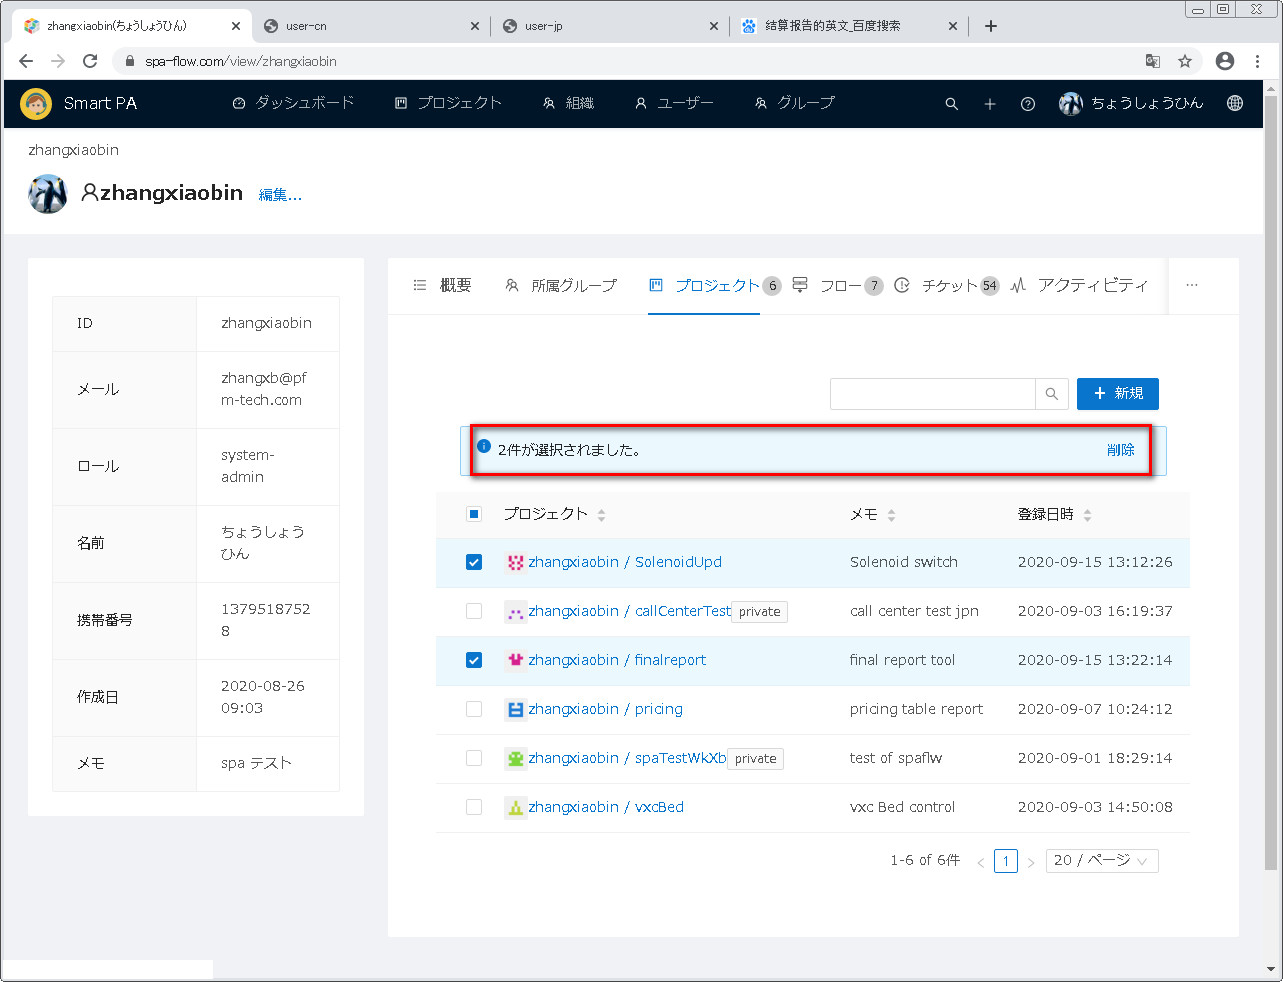 zhangxiaobin(ちょうしょうひん)
user-cn
user-jp
结算报告的英文_百度搜索
spa-flow.com/view/zhangxiaobin
Smart PA
ダッシュボード
プロジェクト
組織
ユーザー
グループ
ちょうしょうひん
zhangxiaobin
zhangxiaobin 編集...
概要
所属グループ
プロジェクト 6
フロー 7
チケット 54
アクティビティ
ID zhangxiaobin
メール zhangxb@pf
m-tech.com
ロール system-
admin
名前 ちょうしょう
ひん
携帯番号 1379518752
8
作成日 2020-08-26
09:03
メモ spa テスト
新規
2件が選択されました。 削除
プロジェクト メモ 登録日時
zhangxiaobin / SolenoidUpd Solenoid switch 2020-09-15 13:12:26
zhangxiaobin / callCenterTest private call center test jpn 2020-09-03 16:19:37
zhangxiaobin / finalreport final report tool 2020-09-15 13:22:14
zhangxiaobin / pricing pricing table report 2020-09-07 10:24:12
zhangxiaobin / spaTestWkXb private test of spaflw 2020-09-01 18:29:14
zhangxiaobin / vxcBed vxc Bed control 2020-09-03 14:50:08
1-6 of 6件 < 1 > 20 / ページ